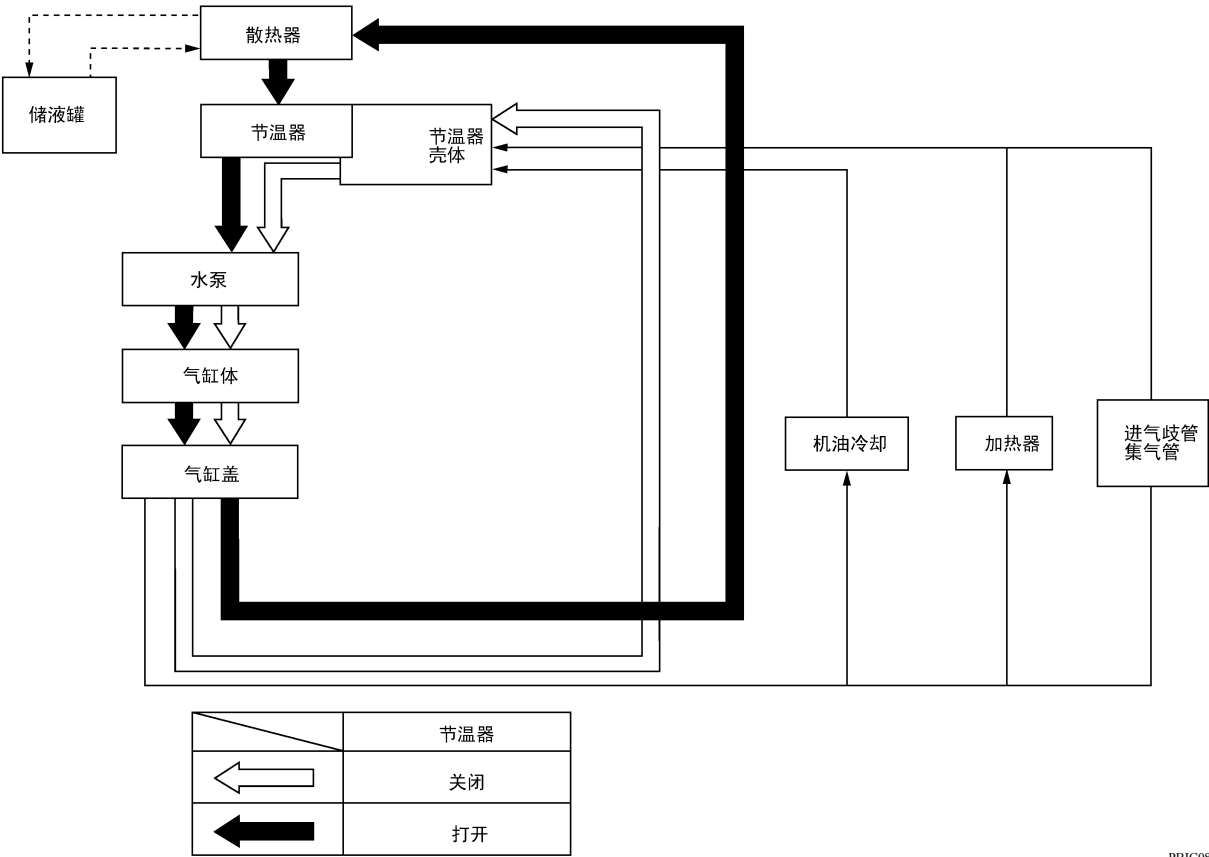 散热器
储液罐
节温器
节温器
壳体
水泵
气缸体
气缸盖
机油冷却
加热器
进气歧管
集气管
节温器
关闭
打开